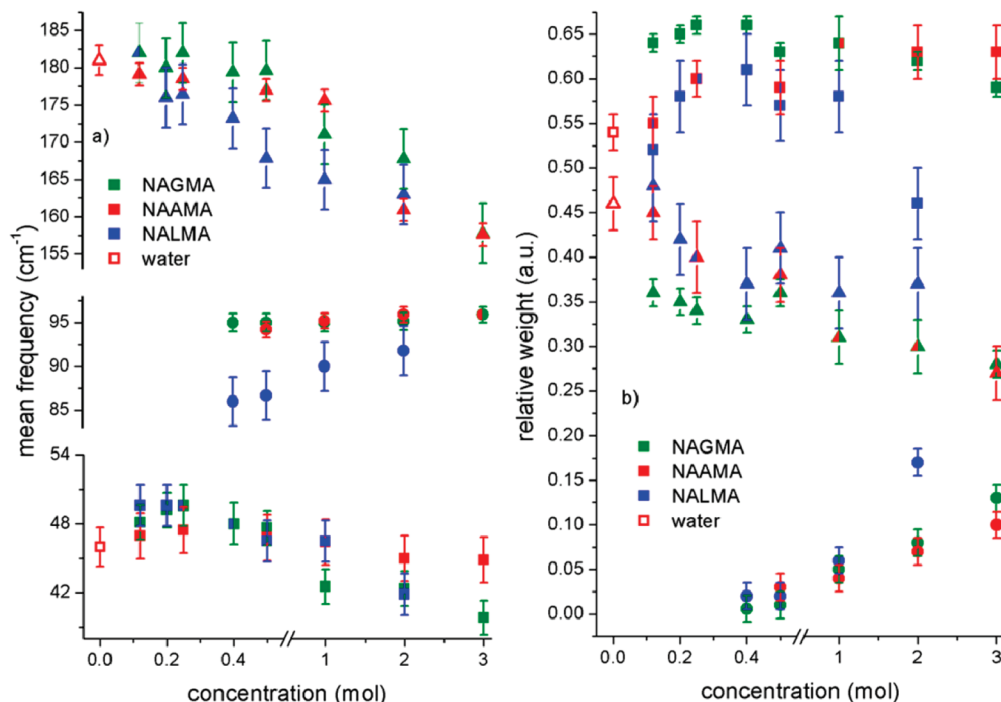 185
180
175
170
165
160
155
a)
NAGMA
NAAMA
NALMA
water
95
90
85
54
48
42
mean frequency (cm⁻¹)
0.0 0.2 0.4 1 2 3
concentration (mol)
0.65
0.60
0.55
0.50
0.45
0.40
0.35
0.30
0.25
0.20
0.15
0.10
0.05
0.00
relative weight (a.u.)
b)
NAGMA
NAAMA
NALMA
water
0.0 0.2 0.4 1 2 3
concentration (mol)